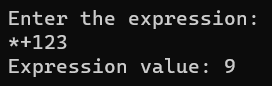 Enter the expression:
*+123
Expression value: 9